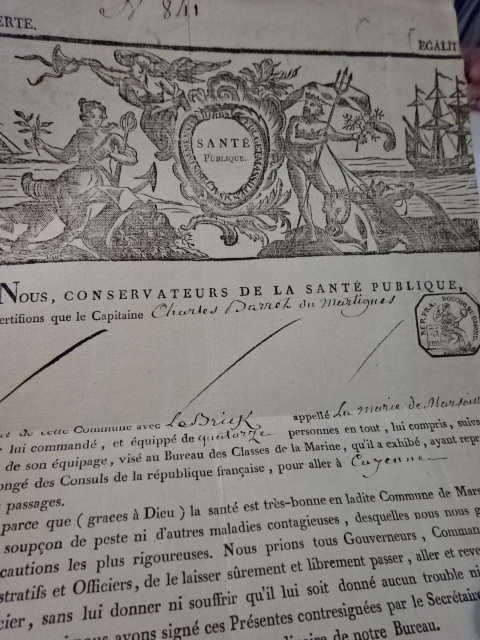 N° 841
ERTE.
EGALIT
SANTÉ
PUBLIQUE.
NOUS, CONSERVATEURS DE LA SANTÉ PUBLIQUE,
ertifions que le Capitaine Charles Barrot du Martigues
REP. FRA.
de cette Commune avec Le Brick appellé La marie de Marseille
lui commandé, et équippé de quatorze personnes en tout, lui compris, suiva
de son équipage, visé au Bureau des Classes de la Marine, qu'il a exhibé, ayant repr
ongé des Consuls de la république française, pour aller à Cayenne
passages.
parce que ( graces à Dieu ) la santé est très-bonne en ladite Commune de Mars
soupçon de peste ni d'autres maladies contagieuses, desquelles nous nous g
cautions les plus rigoureuses. Nous prions tous Gouverneurs, Comman
stratifs et Officiers, de le laisser sûrement et librement passer, aller et reve
cier, sans lui donner ni souffrir qu'il lui soit donné aucun trouble ni
nous avons signé ces Présentes contresignées par le Secrétaire
de notre Bureau.